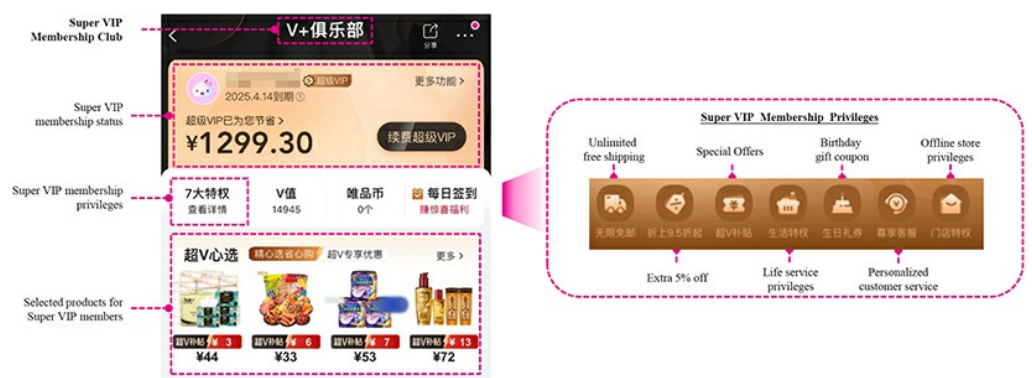 Super VIP
Membership Club
V+俱乐部
分享
超级VIP
更多功能 >
2025.4.14到期
Super VIP
membership status
超级VIP已为您节省 >
¥1299.30
续费超级VIP
Super VIP membership
privileges
7大特权
查看详情
V值
14945
唯品币
0个
每日签到
赚惊喜福利
超V心选
精心选省心购
超V专享优惠
更多 >
Selected products for
Super VIP members
超V补贴 ¥ 3
超V补贴 ¥ 6
超V补贴 ¥ 7
超V补贴 ¥ 13
¥44
¥33
¥53
¥72
Super VIP Membership Privileges
Unlimited
free shipping
Special Offers
Birthday
gift coupon
Offline store
privileges
无限免邮
折上9.5折起
超V补贴
生活特权
生日礼券
尊享客服
门店特权
Extra 5% off
Life service
privileges
Personalized
customer service